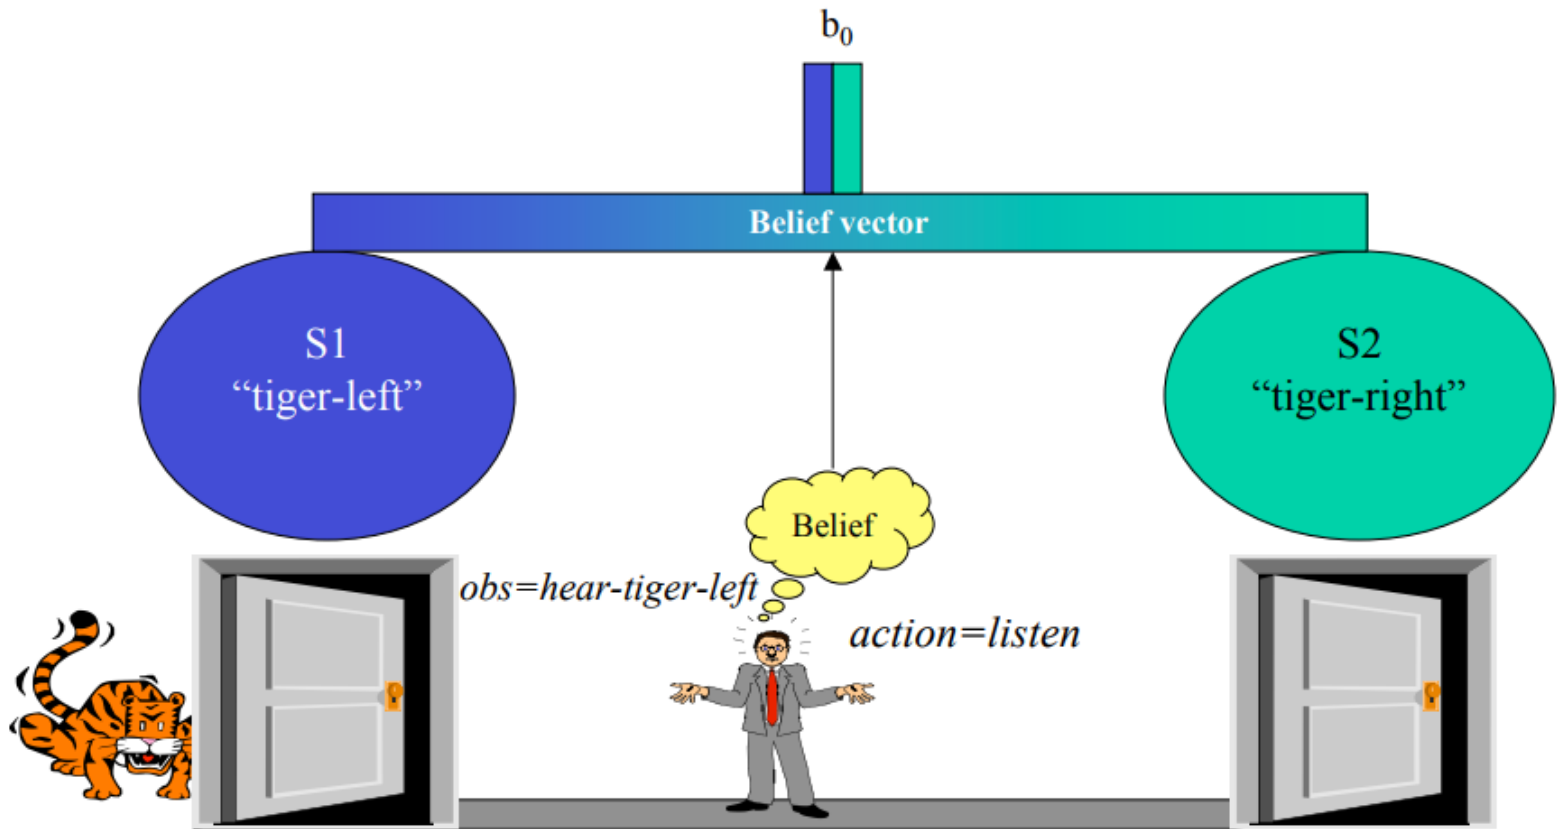 b₀
Belief vector
S1
“tiger-left”
S2
“tiger-right”
Belief
obs=hear-tiger-left
action=listen